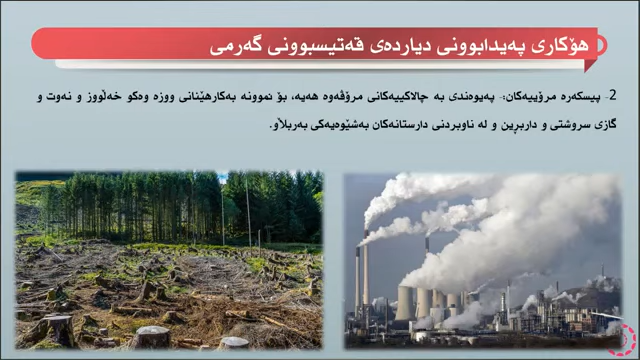 هۆکاری پەیدابوونی دیاردەی قەتیسبوونی گەرمی
2- پیسکەرە مرۆییەکان:- پەیوەندی بە چالاکییەکانی مرۆڤەوە هەیە، بۆ نموونە بەکارهێنانی ووزە وەکو خەڵووز و نەوت و
گازی سروشتی و داربڕین و لە ناوبردنی دارستانەکان بەشێوەیەکی بەربڵاو.